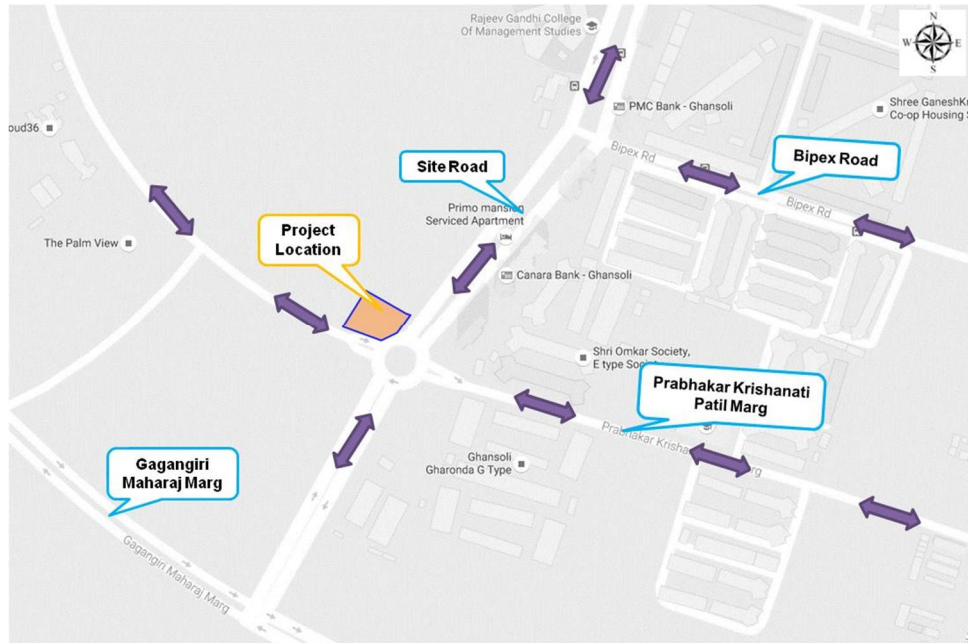 Rajeev Gandhi College
Of Management Studies
N
W E
S
PMC Bank - Ghansoli
Shree GaneshKr
Co-op Housing S
oud36
Site Road
Bipex Rd
Bipex Road
Bipex Rd
Primo mansion
Serviced Apartment
Project
Location
The Palm View
Canara Bank - Ghansoli
Shri Omkar Society,
E type Socie
Prabhakar Krishanati
Patil Marg
Prabhakar Krisha
arg
Ghansoli
Gharonda G Type
Gagangiri
Maharaj Marg
Gagangiri Maharaj Marg